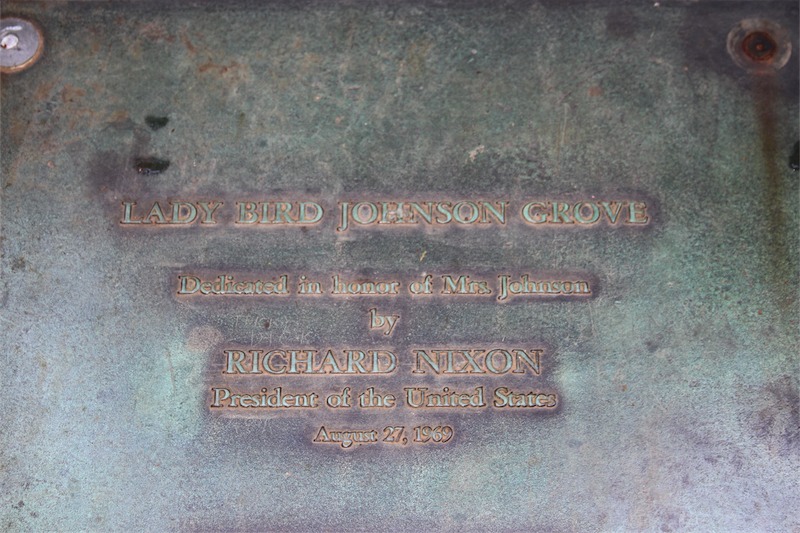 LADY BIRD JOHNSON GROVE
Dedicated in honor of Mrs. Johnson
by
RICHARD NIXON
President of the United States
August 27, 1969